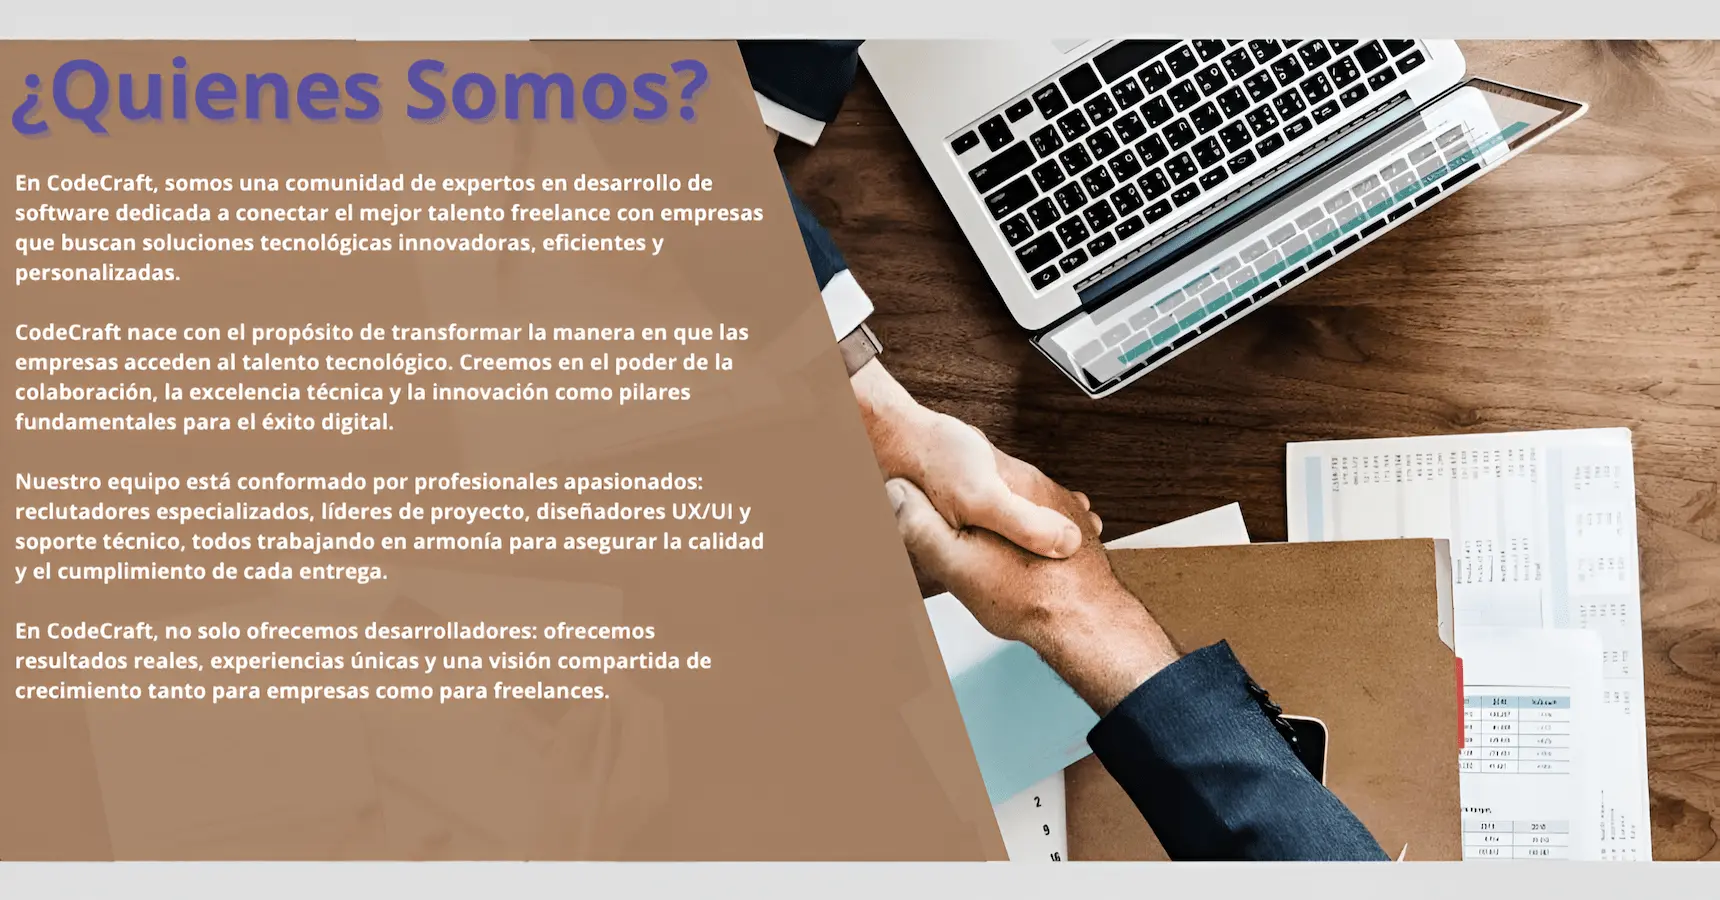 ¿Quienes Somos?
En CodeCraft, somos una comunidad de expertos en desarrollo de
software dedicada a conectar el mejor talento freelance con empresas
que buscan soluciones tecnológicas innovadoras, eficientes y
personalizadas.
CodeCraft nace con el propósito de transformar la manera en que las
empresas acceden al talento tecnológico. Creemos en el poder de la
colaboración, la excelencia técnica y la innovación como pilares
fundamentales para el éxito digital.
Nuestro equipo está conformado por profesionales apasionados:
reclutadores especializados, líderes de proyecto, diseñadores UX/UI y
soporte técnico, todos trabajando en armonía para asegurar la calidad
y el cumplimiento de cada entrega.
En CodeCraft, no solo ofrecemos desarrolladores: ofrecemos
resultados reales, experiencias únicas y una visión compartida de
crecimiento tanto para empresas como para freelances.
2
9
16